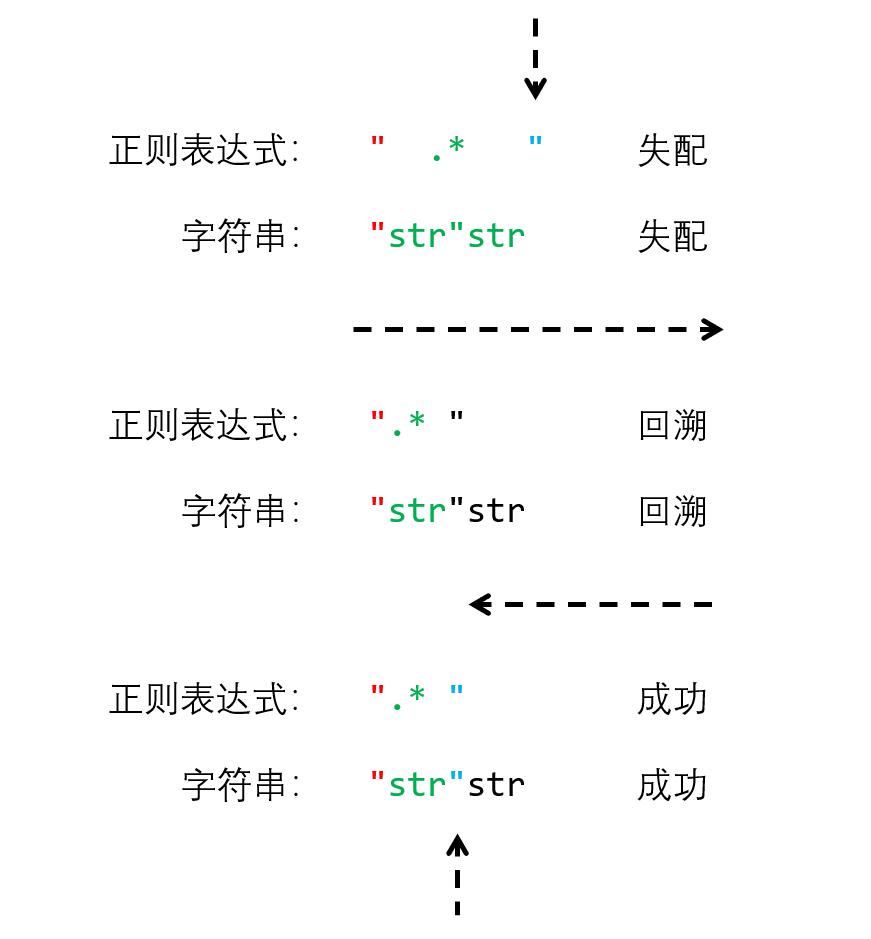 正则表达式: " .* " 失配
字符串: "str"str 失配
正则表达式: ".* " 回溯
字符串: "str"str 回溯
正则表达式: ".* " 成功
字符串: "str"str 成功